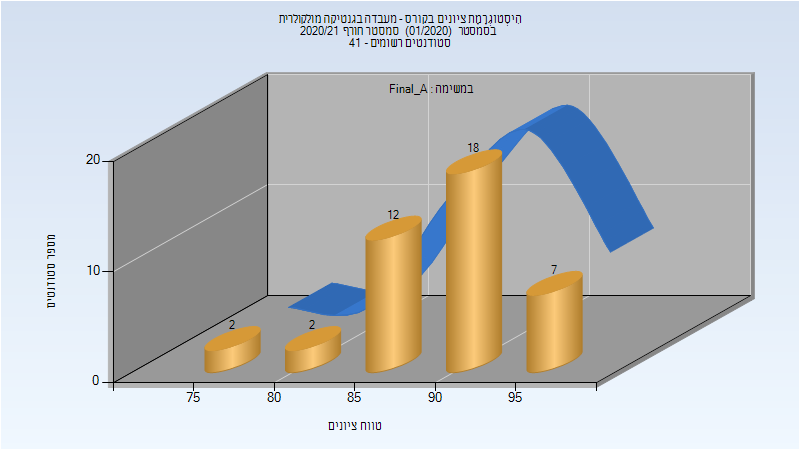 היסטוגרמת ציונים בקורס - מעבדה בגנטיקה מולקולרית
בסמסטר (01/2020) סמסטר חורף 2020/21
סטודנטים רשומים - 41
במשימה : Final_A
18
12
7
2
2
20
10
0
75
80
85
90
95
מספר סטודנטים
טווח ציונים